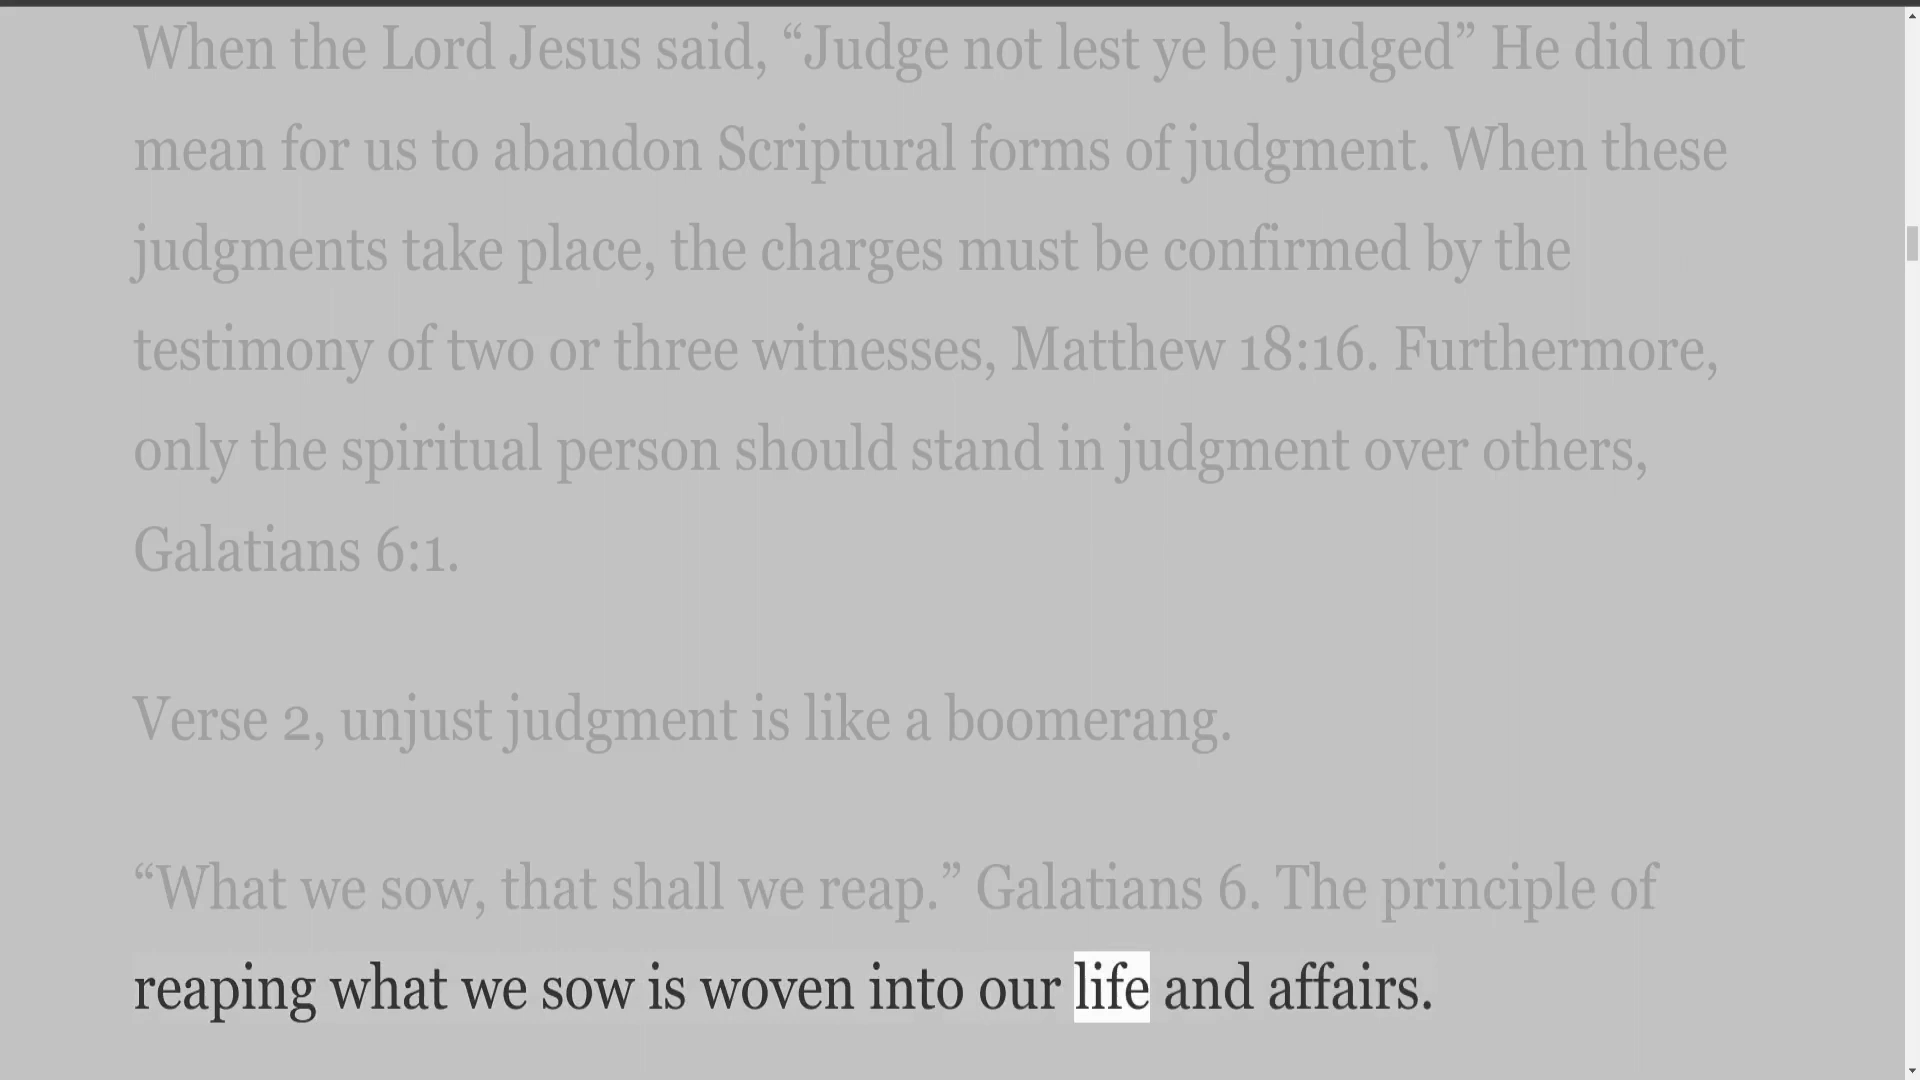 When the Lord Jesus said, “Judge not lest ye be judged” He did not
mean for us to abandon Scriptural forms of judgment. When these
judgments take place, the charges must be confirmed by the
testimony of two or three witnesses, Matthew 18:16. Furthermore,
only the spiritual person should stand in judgment over others,
Galatians 6:1.
Verse 2, unjust judgment is like a boomerang.
“What we sow, that shall we reap.” Galatians 6. The principle of
reaping what we sow is woven into our life and affairs.